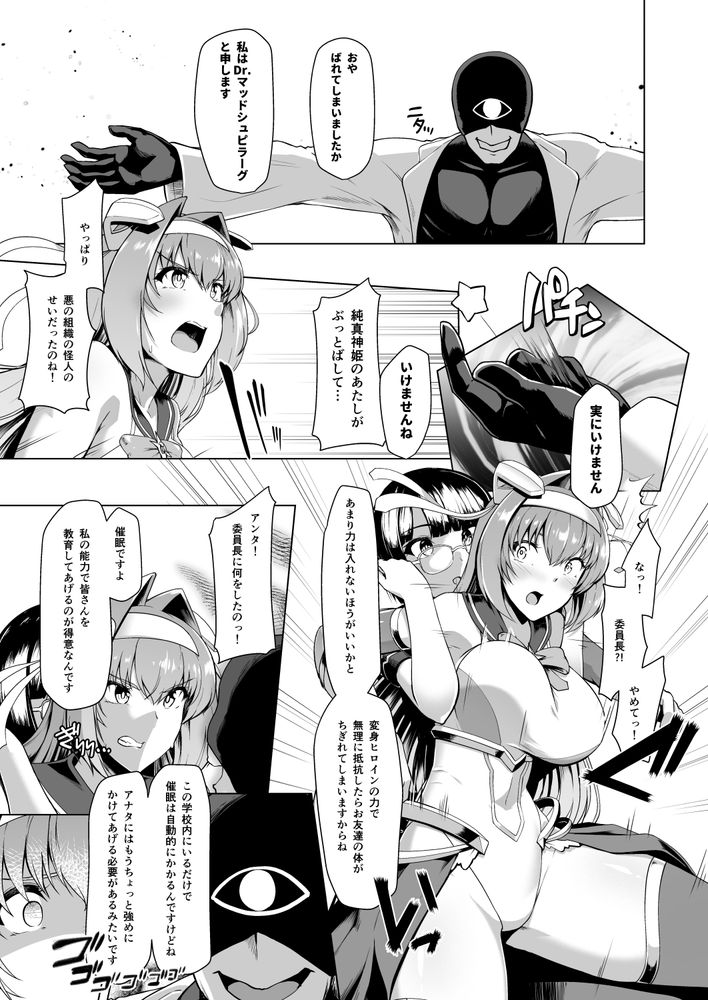 おや
ばれてしまいましたか
私はDr.マッドシュピラーグ
と申します
ニタァッ
やっぱり
悪の組織の怪人の
せいだったのね！
純真神姫のあたしが
ぶっとばして…
いけませんね
パチン
実にいけません
なっ！
委員長?!
やめてっ！
あまり力は入れないほうがいいかと
変身ヒロインの力で
無理に抵抗したらお友達の体が
ちぎれてしまいますからね
アンタ！
委員長に何をしたのっ！
催眠ですよ
私の能力で皆さんを
教育してあげるのが得意なんです
ぎりり…
この学校内にいるだけで
催眠は自動的にかかるんですけどね
アナタにはもうちょっと強めに
かけてあげる必要があるみたいです
ゴゴゴゴゴゴ